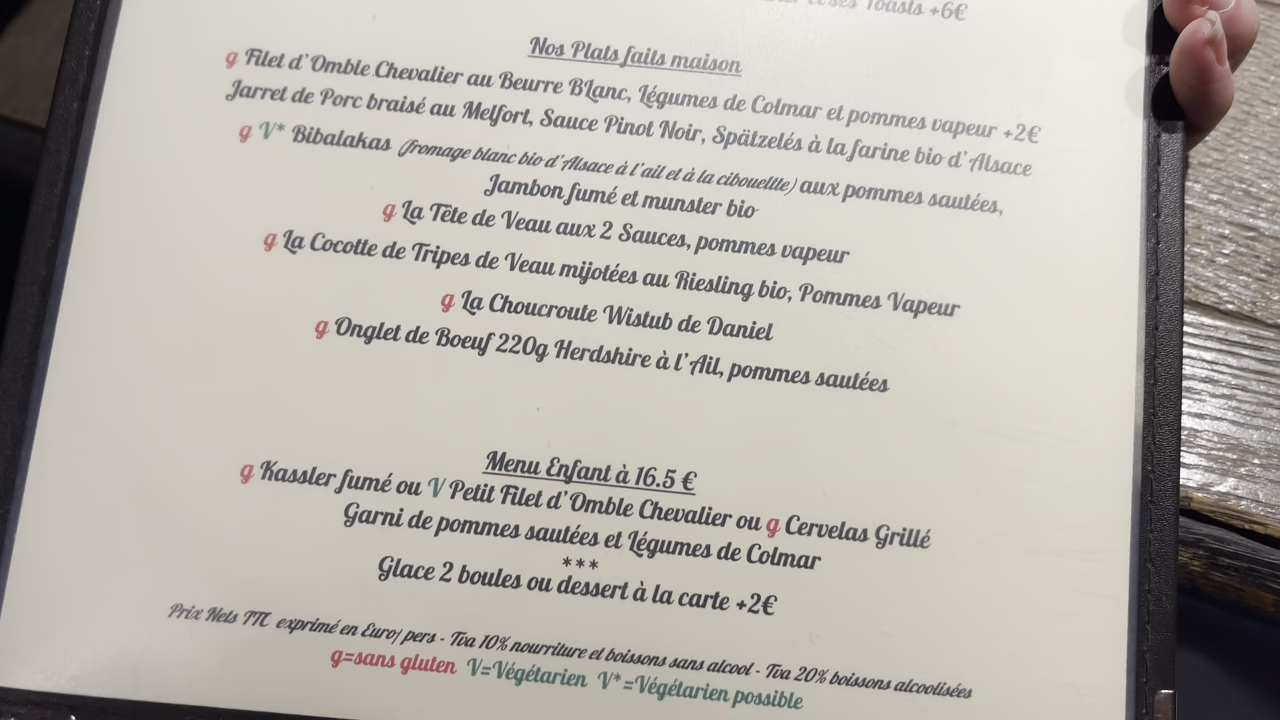 et ses Toasts +6€
Nos Plats faits maison
g Filet d'Omble Chevalier au Beurre BLanc, Légumes de Colmar et pommes vapeur +2€
Jarret de Porc braisé au Melfort, Sauce Pinot Noir, Spätzelés à la farine bio d'Alsace
g V* Bibalakas (fromage blanc bio d'Alsace à l'ail et à la ciboueltte) aux pommes sautées,
Jambon fumé et munster bio
g La Tête de Veau aux 2 Sauces, pommes vapeur
g La Cocotte de Tripes de Veau mijotées au Riesling bio, Pommes Vapeur
g La Choucroute Wistub de Daniel
g Onglet de Boeuf 220g Herdshire à l'Ail, pommes sautées
Menu Enfant à 16.5 €
g Kassler fumé ou V Petit Filet d'Omble Chevalier ou g Cervelas Grillé
Garni de pommes sautées et Légumes de Colmar
***
Glace 2 boules ou dessert à la carte +2€
Prix Nets TTC exprimé en Euro/ pers - Tva 10% nourriture et boissons sans alcool - Tva 20% boissons alcoolisées
g=sans gluten V=Végétarien V*=Végétarien possible